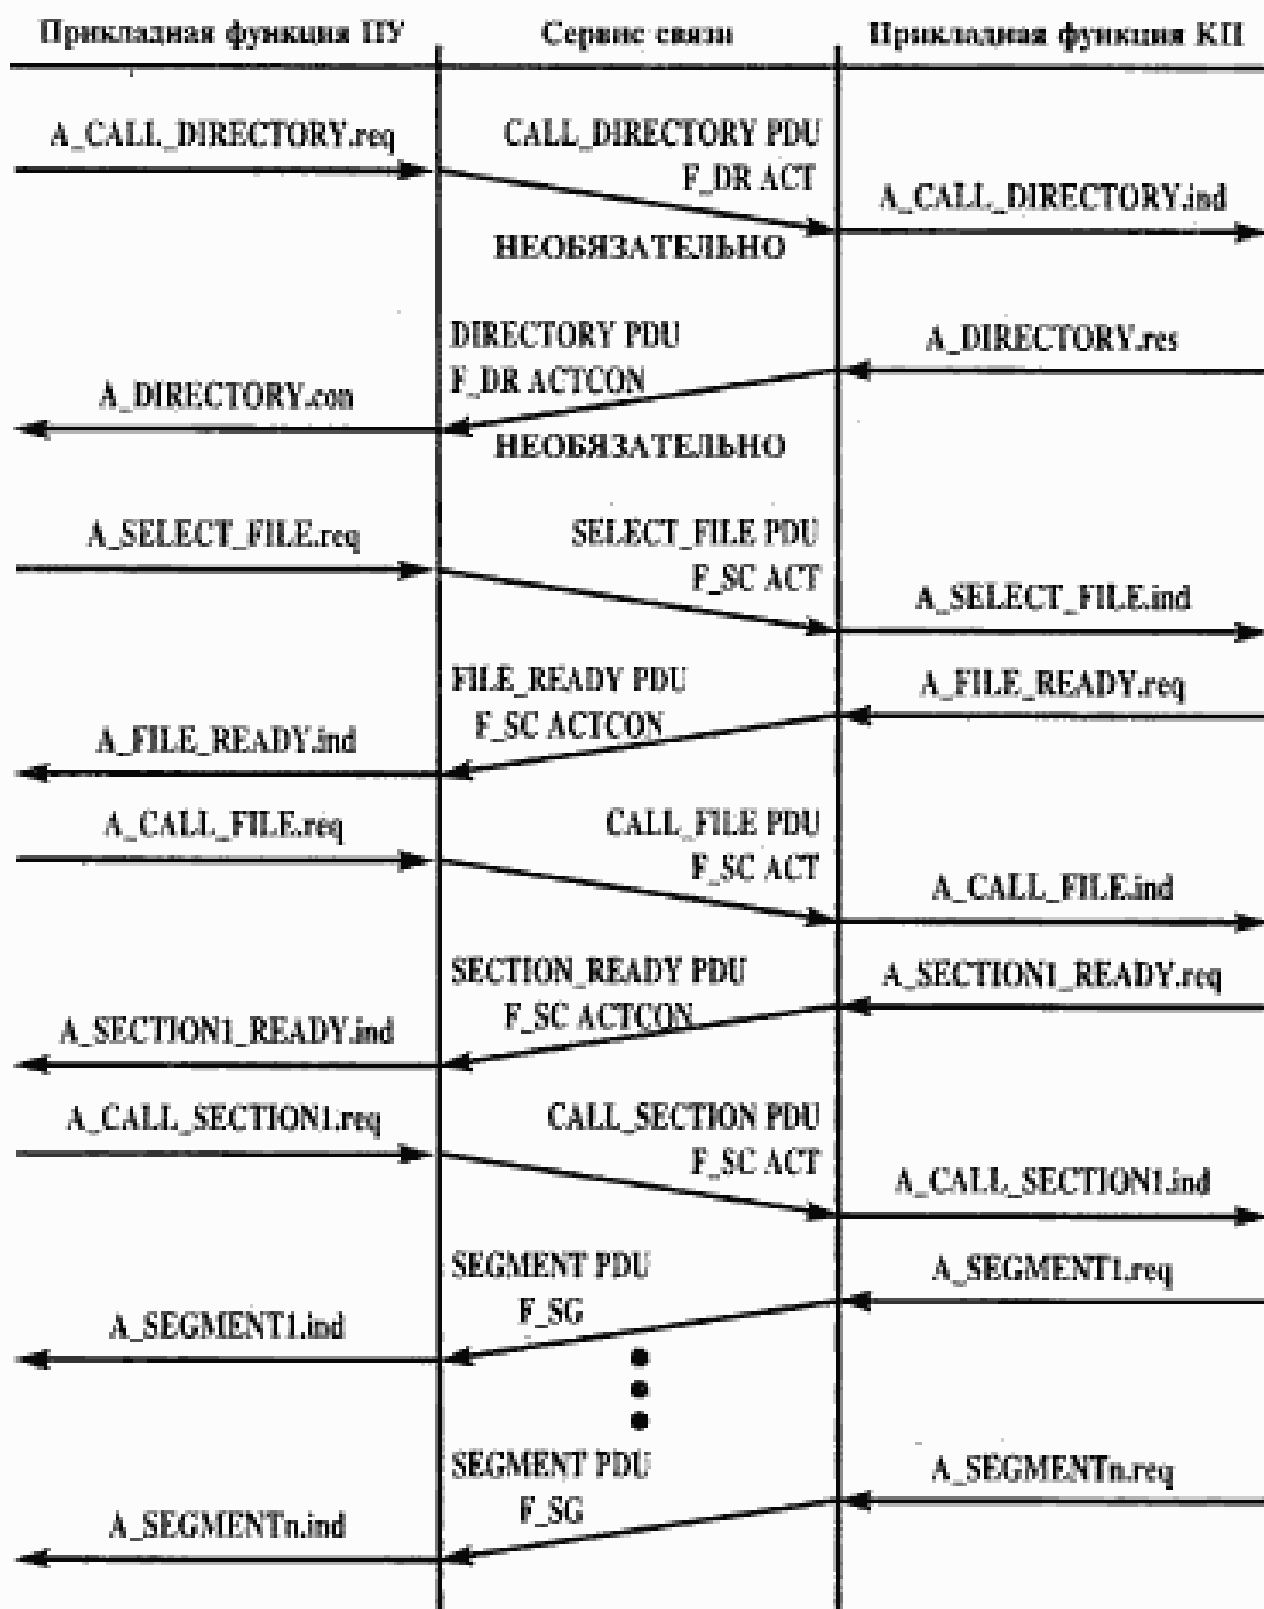 Прикладная функция ПУ
Сервис связи
Прикладная функция КП
A_CALL_DIRECTORY.req
CALL_DIRECTORY PDU
F_DR ACT
A_CALL_DIRECTORY.ind
НЕОБЯЗАТЕЛЬНО
DIRECTORY PDU
A_DIRECTORY.res
F_DR ACTCON
A_DIRECTORY.con
НЕОБЯЗАТЕЛЬНО
A_SELECT_FILE.req
SELECT_FILE PDU
F_SC ACT
A_SELECT_FILE.ind
FILE_READY PDU
A_FILE_READY.req
F_SC ACTCON
A_FILE_READY.ind
A_CALL_FILE.req
CALL_FILE PDU
F_SC ACT
A_CALL_FILE.ind
SECTION_READY PDU
A_SECTION1_READY.req
F_SC ACTCON
A_SECTION1_READY.ind
A_CALL_SECTION1.req
CALL_SECTION PDU
F_SC ACT
A_CALL_SECTION1.ind
SEGMENT PDU
A_SEGMENT1.req
F_SG
A_SEGMENT1.ind
SEGMENT PDU
A_SEGMENTn.req
F_SG
A_SEGMENTn.ind